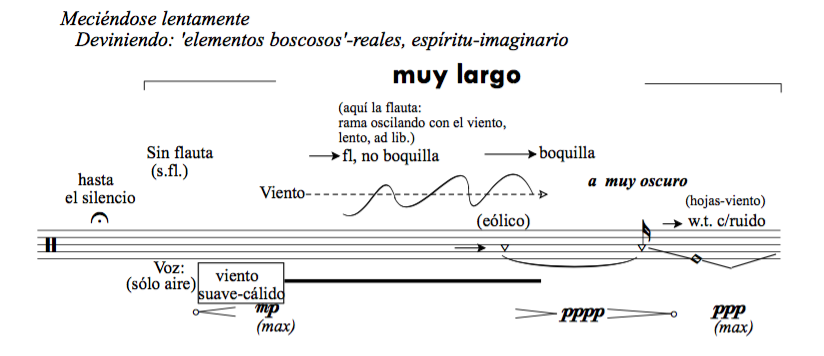 Meciéndose lentamente
Deviniendo: 'elementos boscosos'-reales, espíritu-imaginario
muy largo
(aquí la flauta:
rama oscilando con el viento,
lento, ad lib.)
Sin flauta
(s.fl.)
fl, no boquilla
boquilla
hasta
el silencio
Viento
a muy oscuro
(hojas-viento)
(eólico)
w.t. c/ruido
Voz:
(sólo aire)
viento
suave-cálido
mp
(max)
pppp
ppp
(max)